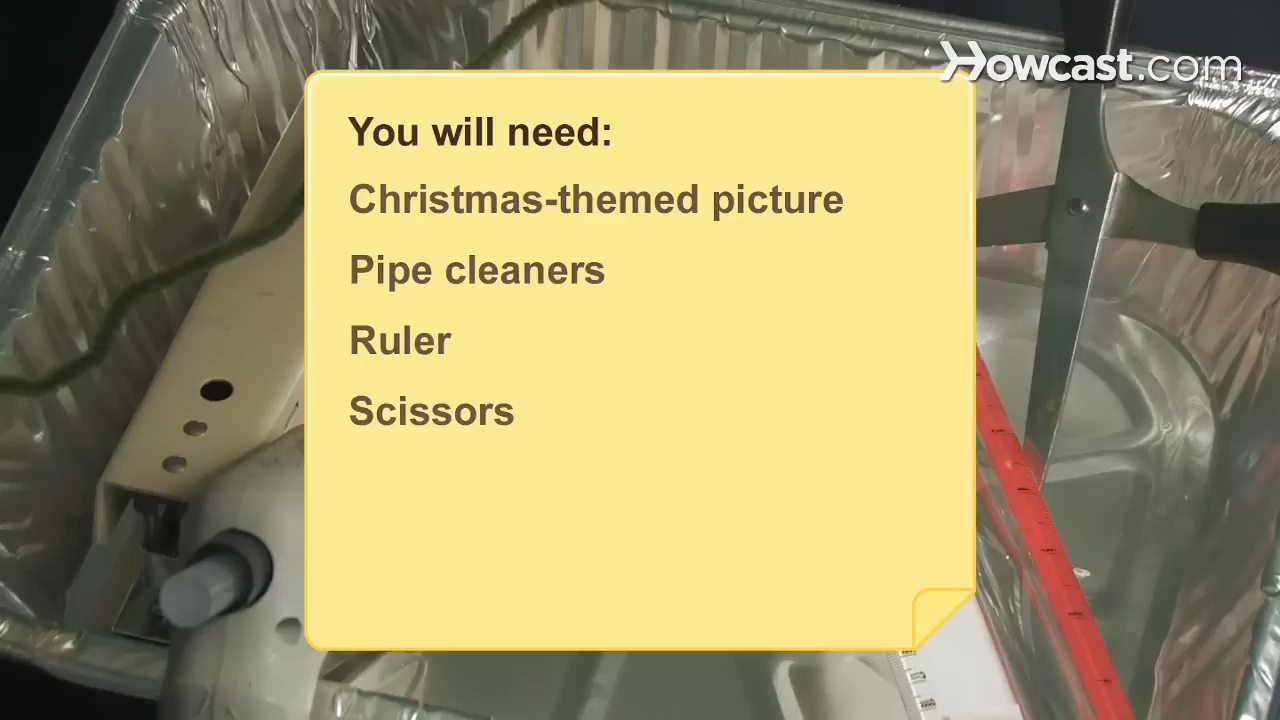 Howcast.com
You will need:
Christmas-themed picture
Pipe cleaners
Ruler
Scissors